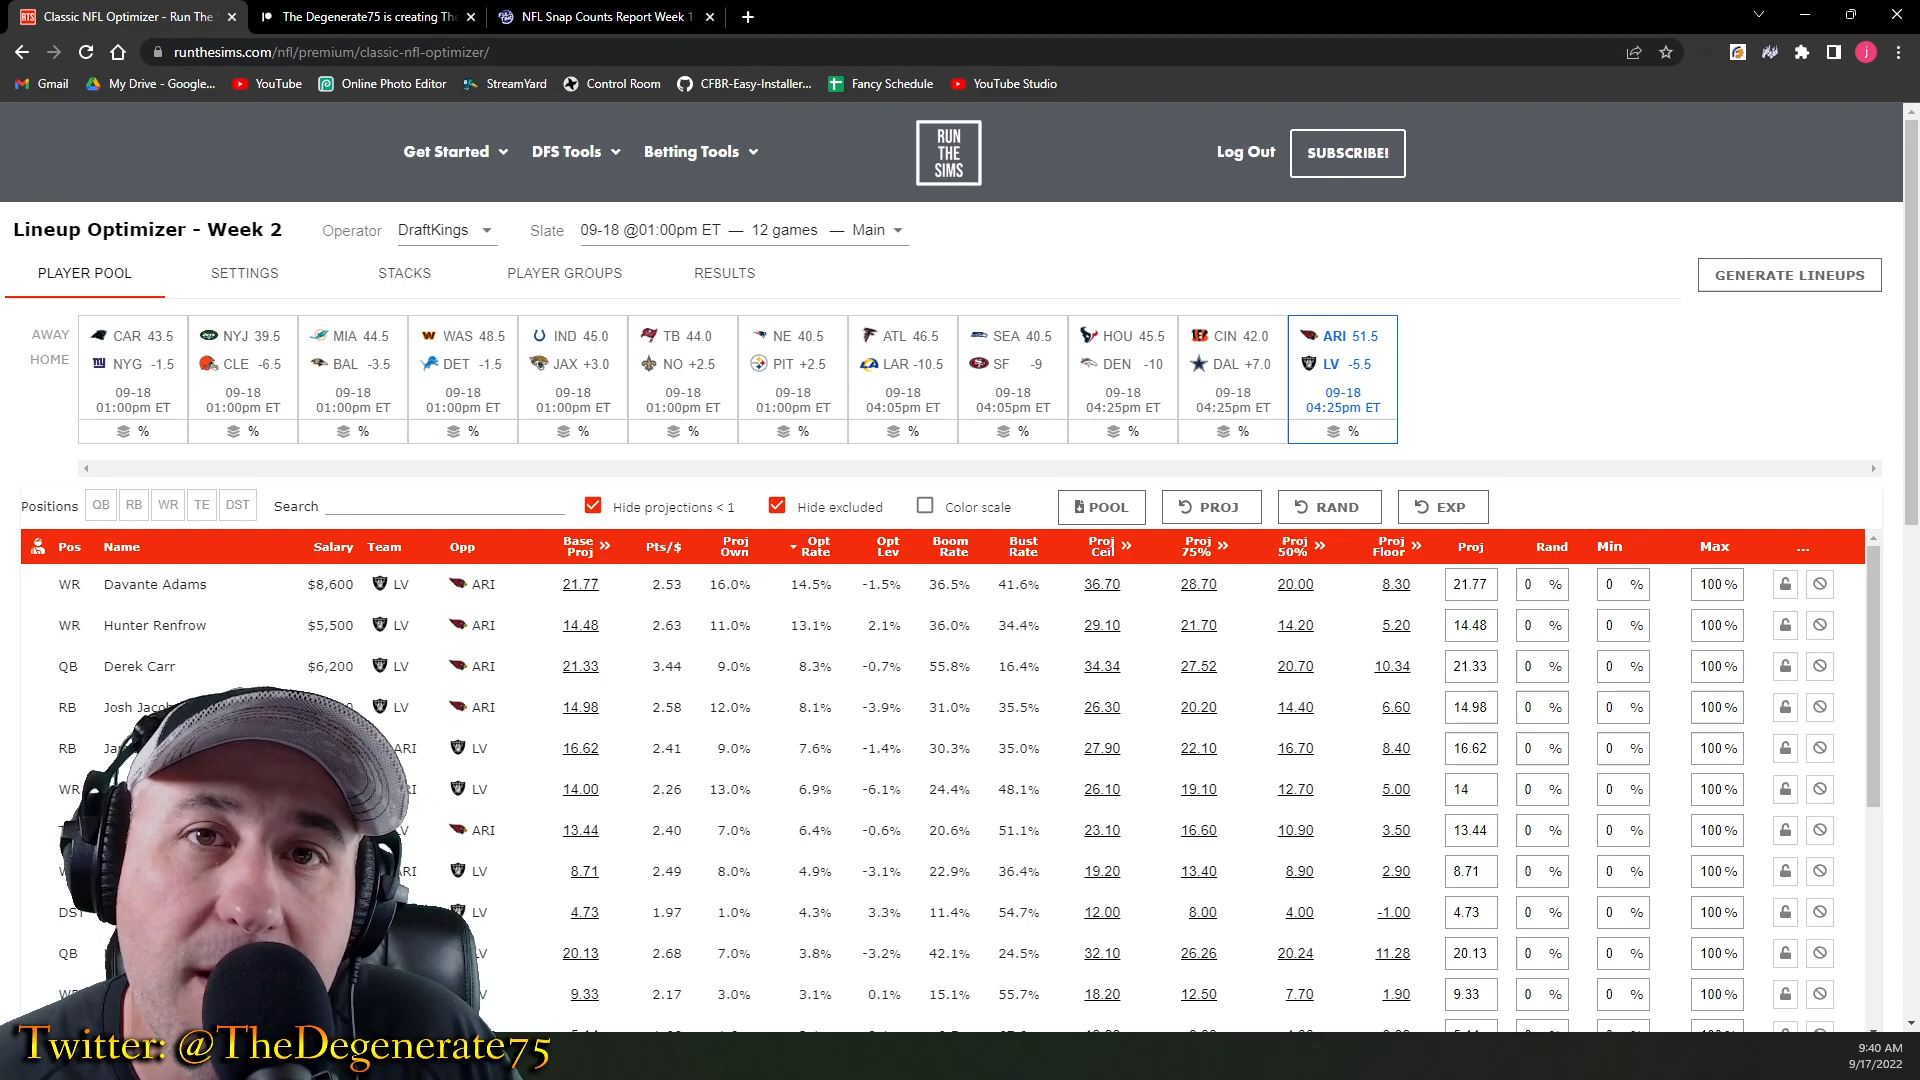 Classic NFL Optimizer - Run The
The Degenerate75 is creating The
NFL Snap Counts Report Week 1
runthesims.com/nfl/premium/classic-nfl-optimizer/
j
Gmail My Drive - Google... YouTube Online Photo Editor StreamYard Control Room CFBR-Easy-Installer... Fancy Schedule YouTube Studio
Get Started DFS Tools Betting Tools
RUN
THE
SIMS
Log Out SUBSCRIBE!
Lineup Optimizer - Week 2 Operator DraftKings Slate 09-18 @01:00pm ET — 12 games — Main
PLAYER POOL SETTINGS STACKS PLAYER GROUPS RESULTS GENERATE LINEUPS
AWAY CAR 43.5 NYJ 39.5 MIA 44.5 WAS 48.5 IND 45.0 TB 44.0 NE 40.5 ATL 46.5 SEA 40.5 HOU 45.5 CIN 42.0 ARI 51.5
HOME NYG -1.5 CLE -6.5 BAL -3.5 DET -1.5 JAX +3.0 NO +2.5 PIT +2.5 LAR -10.5 SF -9 DEN -10 DAL +7.0 LV -5.5
09-18 09-18 09-18 09-18 09-18 09-18 09-18 09-18 09-18 09-18 09-18 09-18
01:00pm ET 01:00pm ET 01:00pm ET 01:00pm ET 01:00pm ET 01:00pm ET 01:00pm ET 04:05pm ET 04:05pm ET 04:25pm ET 04:25pm ET 04:25pm ET
% % % % % % % % % % % %
Positions QB RB WR TE DST Search Hide projections < 1 Hide excluded Color scale POOL PROJ RAND EXP
Pos Name Salary Team Opp Base Proj Pts/$ Proj Own Opt Rate Opt Lev Boom Rate Bust Rate Proj Ceil Proj 75% Proj 50% Proj Floor Proj Rand Min Max ...
WR Davante Adams $8,600 LV ARI 21.77 2.53 16.0% 14.5% -1.5% 36.5% 41.6% 36.70 28.70 20.00 8.30 21.77 0 % 0 % 100 %
WR Hunter Renfrow $5,500 LV ARI 14.48 2.63 11.0% 13.1% 2.1% 36.0% 34.4% 29.10 21.70 14.20 5.20 14.48 0 % 0 % 100 %
QB Derek Carr $6,200 LV ARI 21.33 3.44 9.0% 8.3% -0.7% 55.8% 16.4% 34.34 27.52 20.70 10.34 21.33 0 % 0 % 100 %
RB Josh Jacob LV ARI 14.98 2.58 12.0% 8.1% -3.9% 31.0% 35.5% 26.30 20.20 14.40 6.60 14.98 0 % 0 % 100 %
RB Ja ARI LV 16.62 2.41 9.0% 7.6% -1.4% 30.3% 35.0% 27.90 22.10 16.70 8.40 16.62 0 % 0 % 100 %
WR RI LV 14.00 2.26 13.0% 6.9% -6.1% 24.4% 48.1% 26.10 19.10 12.70 5.00 14 0 % 0 % 100 %
V ARI 13.44 2.40 7.0% 6.4% -0.6% 20.6% 51.1% 23.10 16.60 10.90 3.50 13.44 0 % 0 % 100 %
RI LV 8.71 2.49 8.0% 4.9% -3.1% 22.9% 36.4% 19.20 13.40 8.90 2.90 8.71 0 % 0 % 100 %
DST LV 4.73 1.97 1.0% 4.3% 3.3% 11.4% 54.7% 12.00 8.00 4.00 -1.00 4.73 0 % 0 % 100 %
QB LV 20.13 2.68 7.0% 3.8% -3.2% 42.1% 24.5% 32.10 26.26 20.24 11.28 20.13 0 % 0 % 100 %
V 9.33 2.17 3.0% 3.1% 0.1% 15.1% 55.7% 18.20 12.50 7.70 1.90 9.33 0 % 0 % 100 %
Twitter: @TheDegenerate75
9:40 AM
9/17/2022